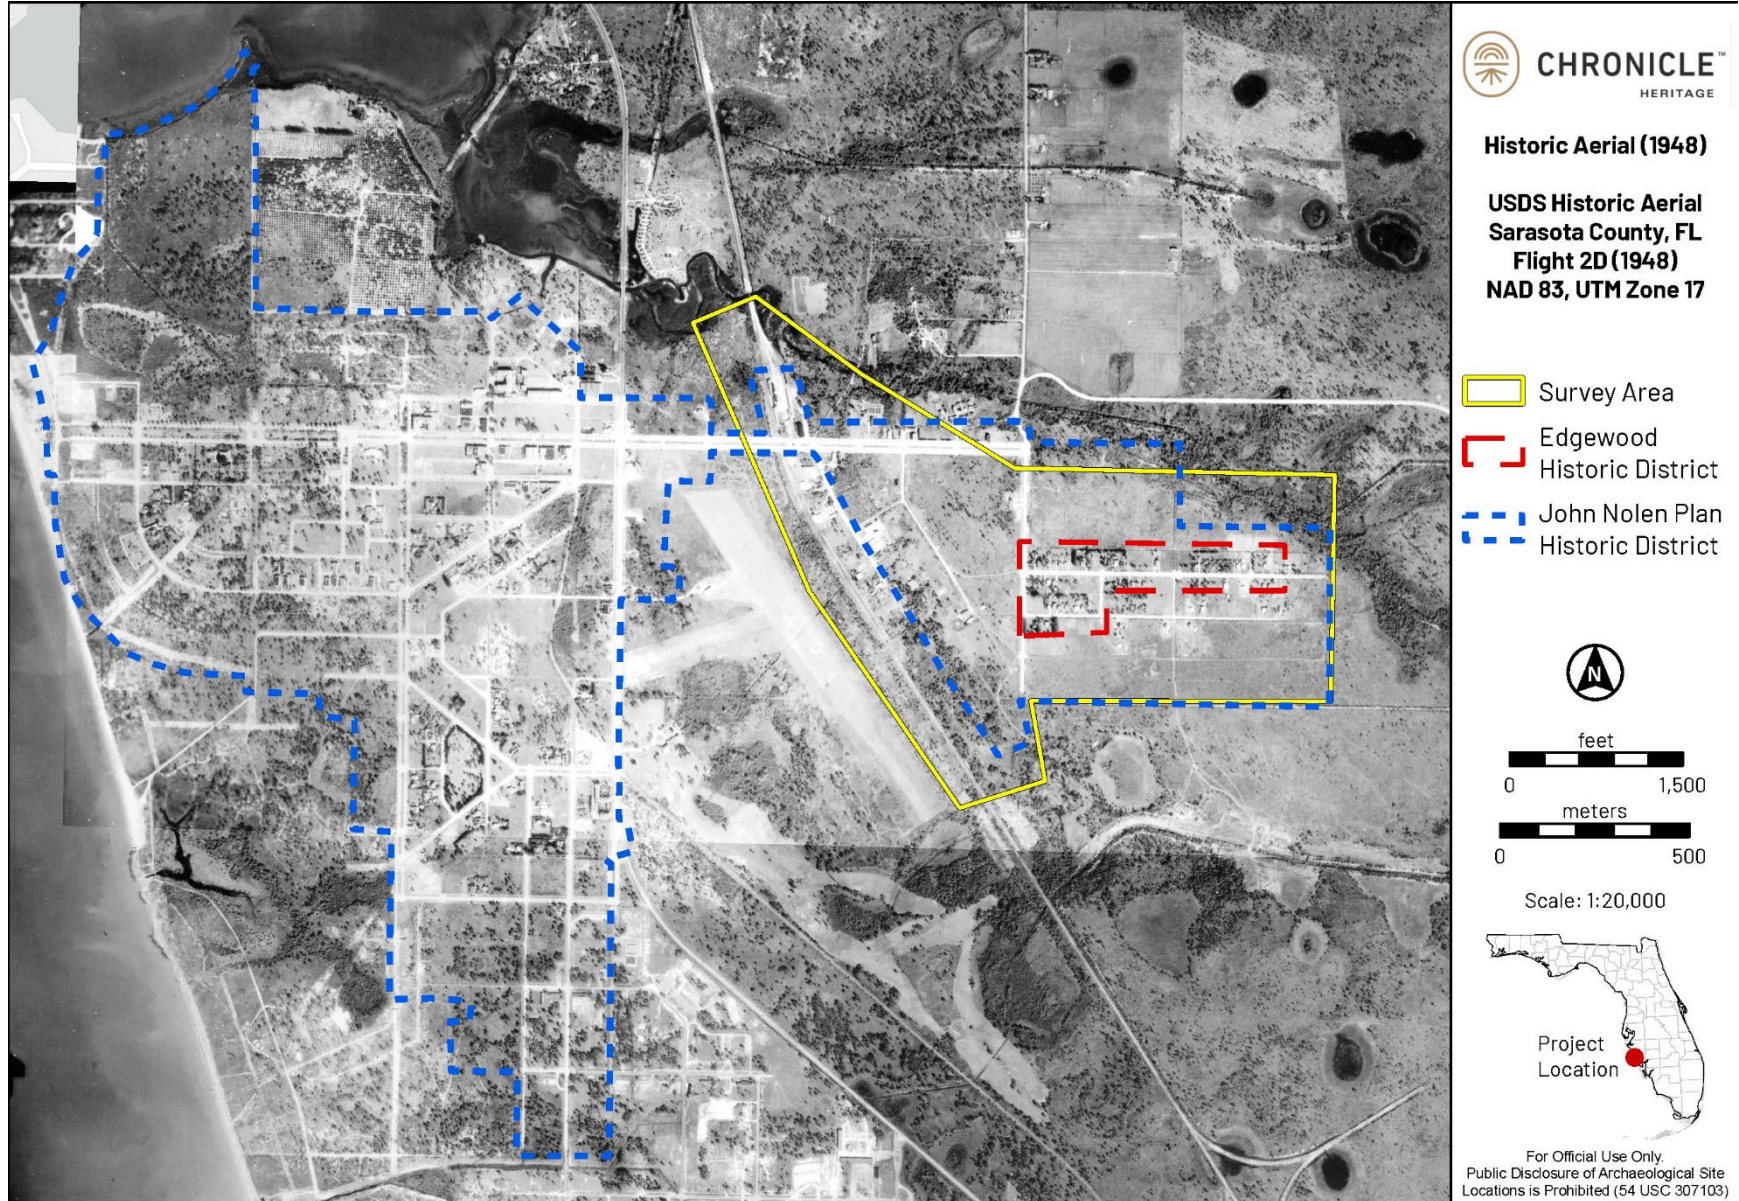 CHRONICLE™
HERITAGE
Historic Aerial (1948)
USDS Historic Aerial
Sarasota County, FL
Flight 2D (1948)
NAD 83, UTM Zone 17
Survey Area
Edgewood
Historic District
John Nolen Plan
Historic District
N
feet
0 1,500
meters
0 500
Scale: 1:20,000
Project
Location
For Official Use Only.
Public Disclosure of Archaeological Site
Locations is Prohibited (54 USC 307103)